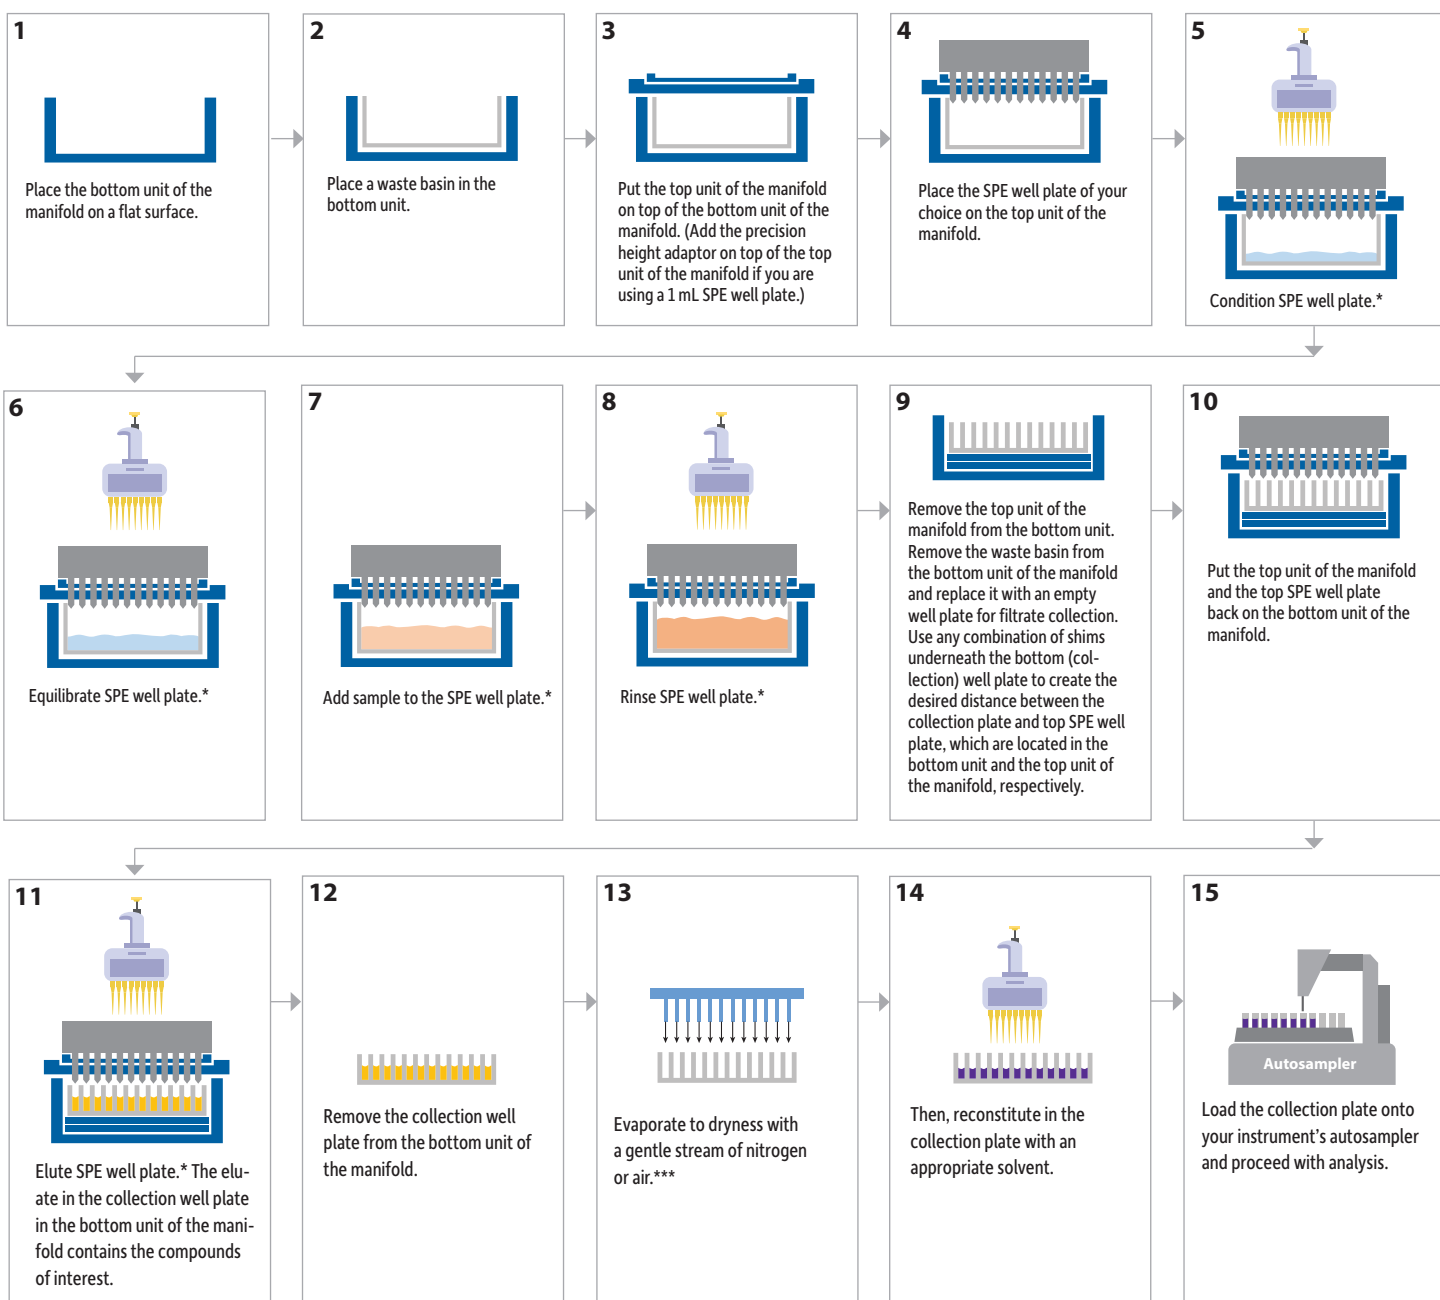 1
Place the bottom unit of the
manifold on a flat surface.
2
Place a waste basin in the
bottom unit.
3
Put the top unit of the manifold
on top of the bottom unit of the
manifold. (Add the precision
height adaptor on top of the top
unit of the manifold if you are
using a 1 mL SPE well plate.)
4
Place the SPE well plate of your
choice on the top unit of the
manifold.
5
Condition SPE well plate.*
6
Equilibrate SPE well plate.*
7
Add sample to the SPE well plate.*
8
Rinse SPE well plate.*
9
Remove the top unit of the
manifold from the bottom unit.
Remove the waste basin from
the bottom unit of the manifold
and replace it with an empty
well plate for filtrate collection.
Use any combination of shims
underneath the bottom (col-
lection) well plate to create the
desired distance between the
collection plate and top SPE well
plate, which are located in the
bottom unit and the top unit of
the manifold, respectively.
10
Put the top unit of the manifold
and the top SPE well plate
back on the bottom unit of the
manifold.
11
Elute SPE well plate.* The elu-
ate in the collection well plate
in the bottom unit of the mani-
fold contains the compounds
of interest.
12
Remove the collection well
plate from the bottom unit of
the manifold.
13
Evaporate to dryness with
a gentle stream of nitrogen
or air.***
14
Then, reconstitute in the
collection plate with an
appropriate solvent.
15
Autosampler
Load the collection plate onto
your instrument’s autosampler
and proceed with analysis.